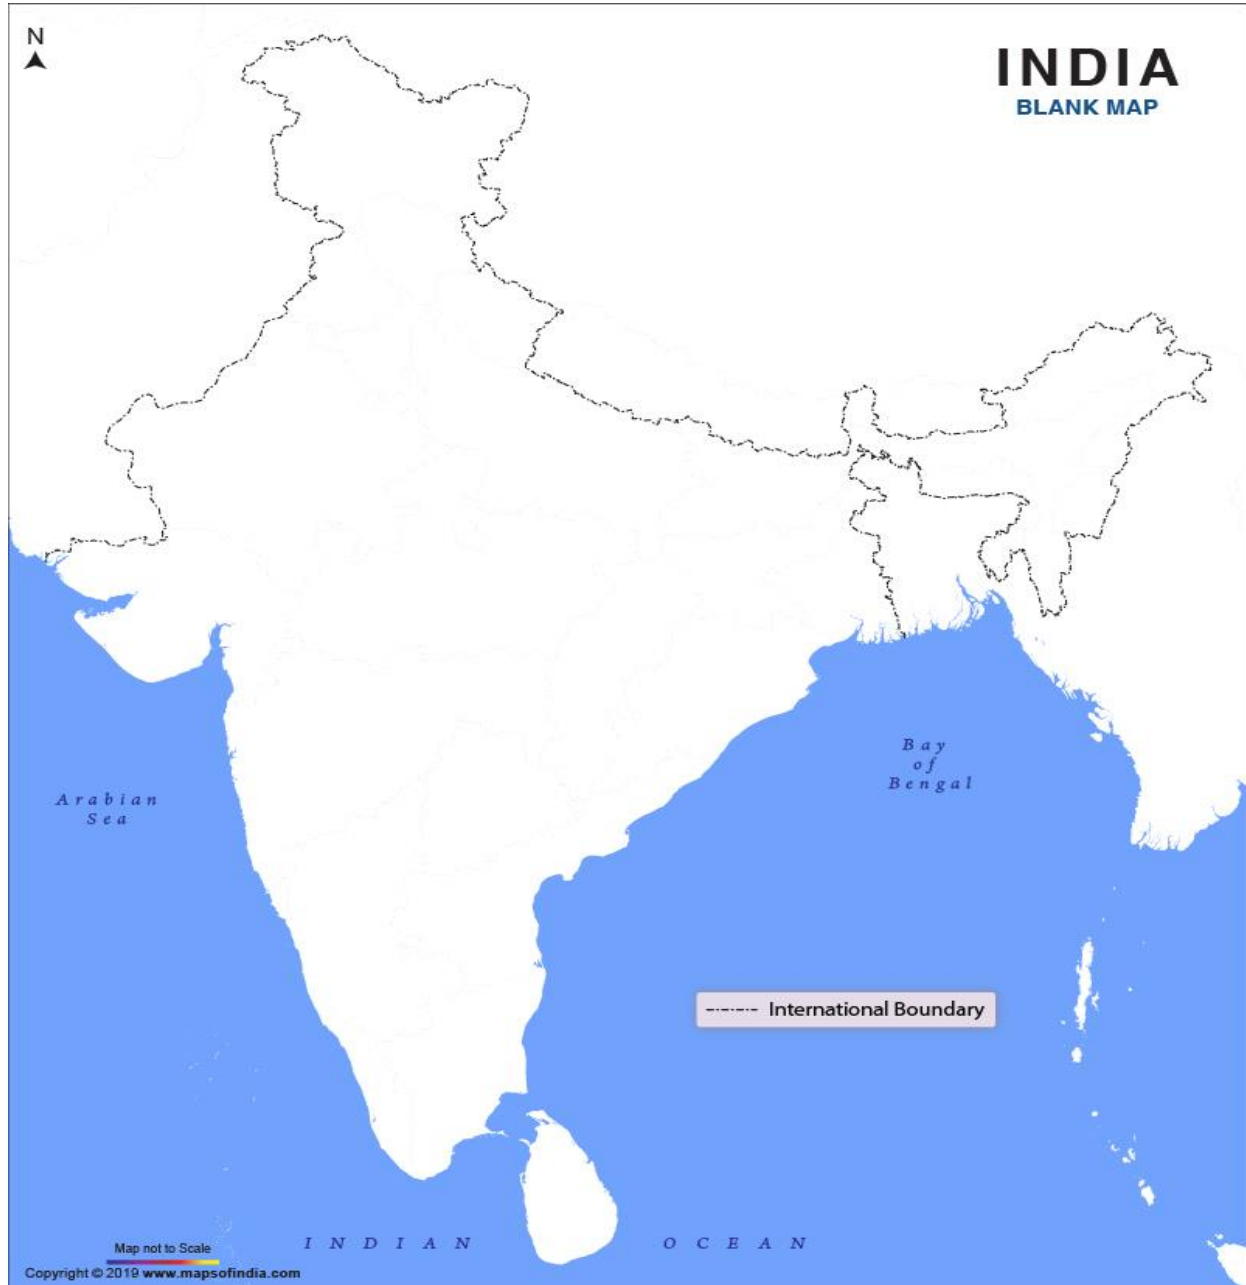 N
INDIA
BLANK MAP
Arabian
Sea
Bay
of
Bengal
International Boundary
INDIAN OCEAN
Map not to Scale
Copyright © 2019 www.mapsofindia.com